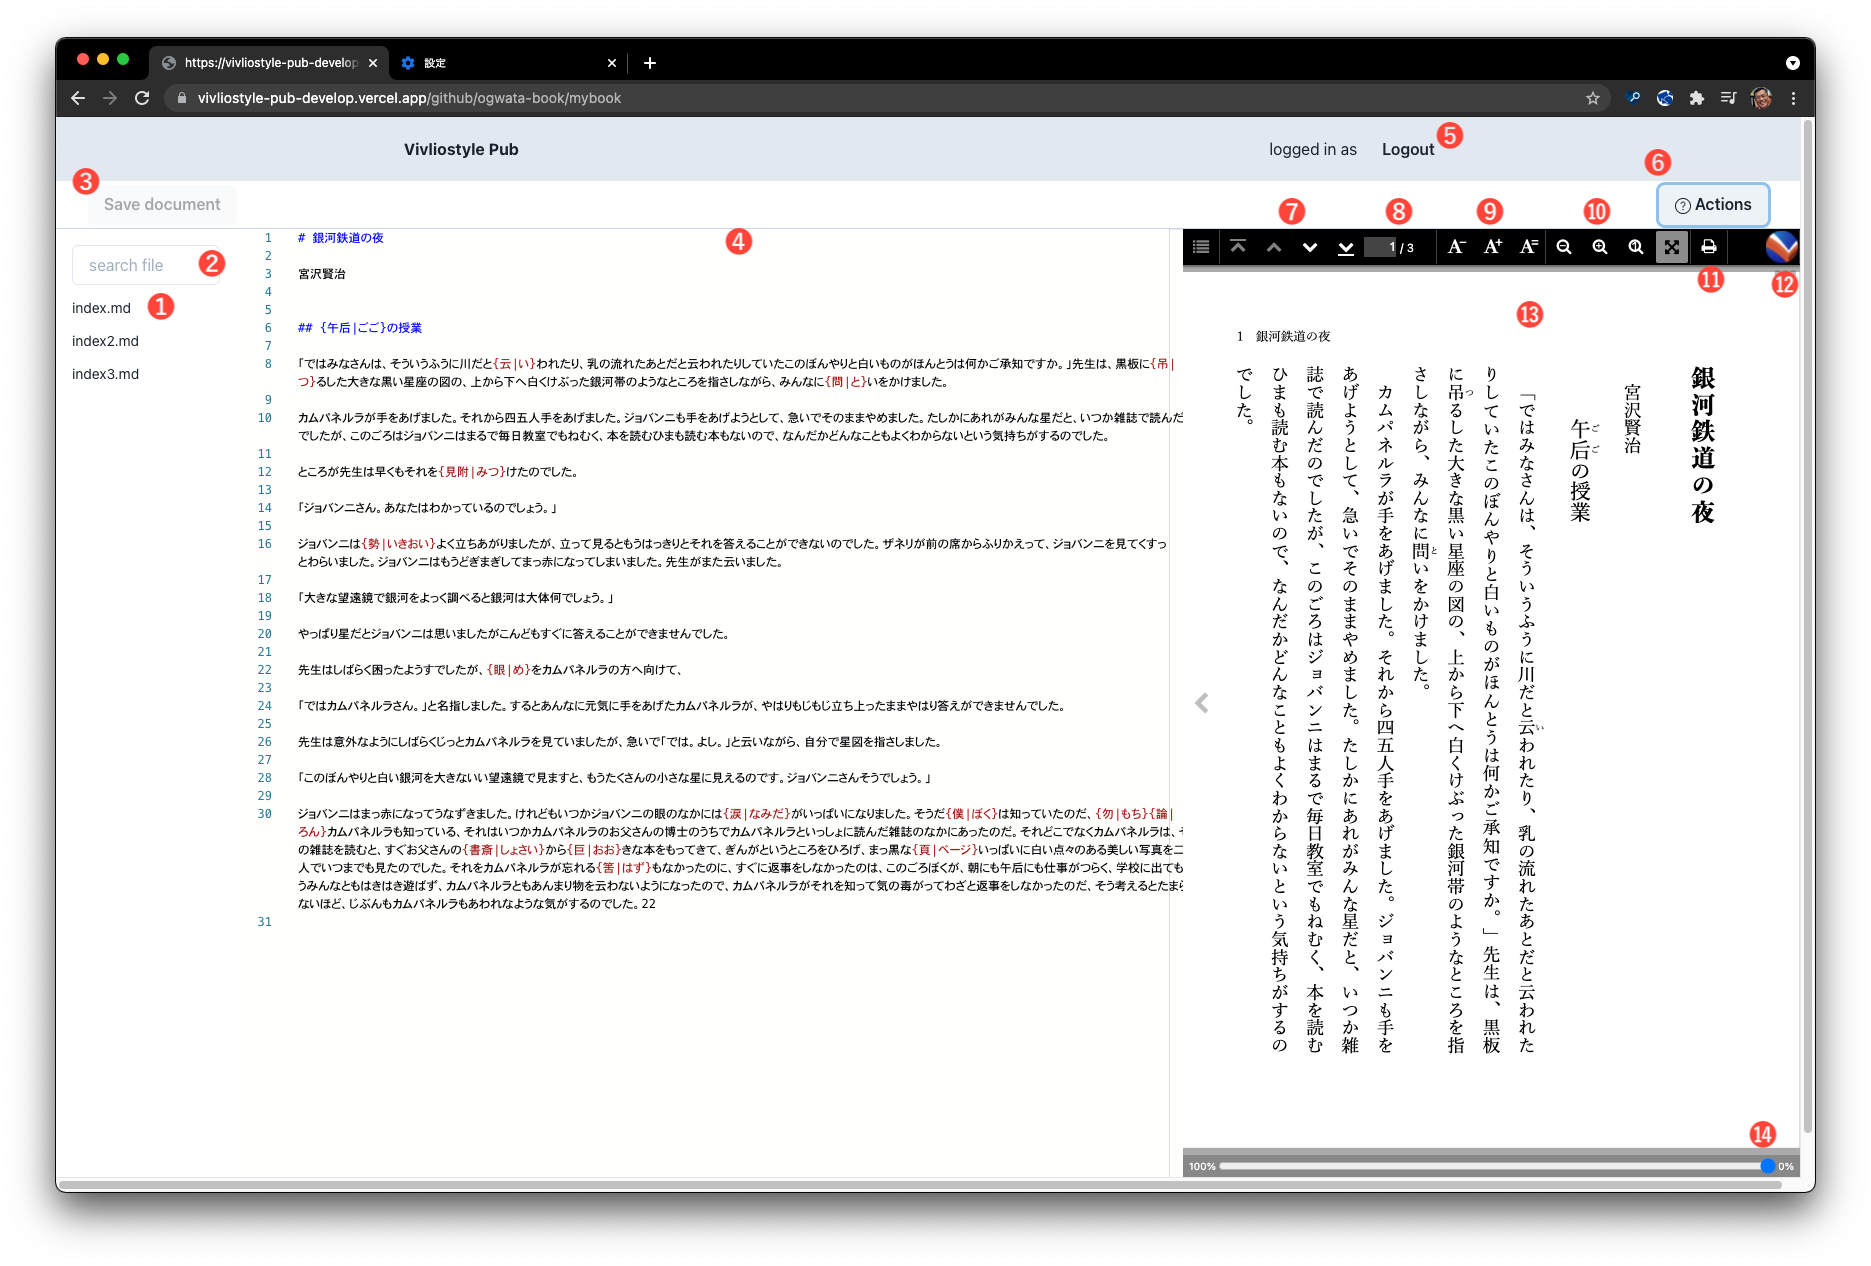 https://vivliostyle-pub-develop
設定
vivliostyle-pub-develop.vercel.app/github/ogwata-book/mybook
Vivliostyle Pub
logged in as
Logout
5
6
3
Save document
Actions
search file
2
index.md
1
index2.md
index3.md
4
1 # 銀河鉄道の夜
2
3 宮沢賢治
4
5
6 ## {午后|ごご}の授業
7
8 「ではみなさんは、そういうふうに川だと{云|い}われたり、乳の流れたあとだと云われたりしていたこのぼんやりと白いものがほんとうは何かご承知ですか。」先生は、黒板に{吊|
つ}るした大きな黒い星座の図の、上から下へ白くけぶった銀河帯のようなところを指さしながら、みんなに{問|と}いをかけました。
9
10 カムパネルラが手をあげました。それから四五人手をあげました。ジョバンニも手をあげようとして、急いでそのままやめました。たしかにあれがみんな星だと、いつか雑誌で読んだ
でしたが、このごろはジョバンニはまるで毎日教室でもねむく、本を読むひまも読む本もないので、なんだかどんなこともよくわからないという気持ちがするのでした。
11
12 ところが先生は早くもそれを{見附|みつ}けたのでした。
13
14 「ジョバンニさん。あなたはわかっているのでしょう。」
15
16 ジョバンニは{勢|いきおい}よく立ちあがりましたが、立って見るともうはっきりとそれを答えることができないのでした。ザネリが前の席からふりかえって、ジョバンニを見てくすっ
とわらいました。ジョバンニはもうどぎまぎしてまっ赤になってしまいました。先生がまた云いました。
17
18 「大きな望遠鏡で銀河をよっく調べると銀河は大体何でしょう。」
19
20 やっぱり星だとジョバンニは思いましたがこんどもすぐに答えることができませんでした。
21
22 先生はしばらく困ったようすでしたが、{眼|め}をカムパネルラの方へ向けて、
23
24 「ではカムパネルラさん。」と名指しました。するとあんなに元気に手をあげたカムパネルラが、やはりもじもじ立ち上ったままやはり答えができませんでした。
25
26 先生は意外なようにしばらくじっとカムパネルラを見ていましたが、急いで「では。よし。」と云いながら、自分で星図を指さしました。
27
28 「このぼんやりと白い銀河を大きないい望遠鏡で見ますと、もうたくさんの小さな星に見えるのです。ジョバンニさんそうでしょう。」
29
30 ジョバンニはまっ赤になってうなずきました。けれどもいつかジョバンニの眼のなかには{涙|なみだ}がいっぱいになりました。そうだ{僕|ぼく}は知っていたのだ、{勿|もち}{論|
ろん}カムパネルラも知っている、それはいつかカムパネルラのお父さんの博士のうちでカムパネルラといっしょに読んだ雑誌のなかにあったのだ。それどこでなくカムパネルラは、そ
の雑誌を読むと、すぐお父さんの{書斎|しょさい}から{巨|おお}きな本をもってきて、ぎんがというところをひろげ、まっ黒な{頁|ページ}いっぱいに白い点々のある美しい写真を二
人でいつまでも見たのでした。それをカムパネルラが忘れる{筈|はず}もなかったのに、すぐに返事をしなかったのは、このごろぼくが、朝にも午后にも仕事がつらく、学校に出ても
うみんなともはきはき遊ばず、カムパネルラともあんまり物を云わないようになったので、カムパネルラがそれを知って気の毒がってわざと返事をしなかったのだ、そう考えるとたまら
ないほど、じぶんもカムパネルラもあわれなような気がするのでした。22
31
7
8
9
10
1 / 3
A− A+ A=
11
12
13
1 銀河鉄道の夜
銀河鉄道の夜
宮沢賢治
午后の授業
ごご
「ではみなさんは、そういうふうに川だと云われたり、乳の流れたあとだと云われた
い
りしていたこのぼんやりと白いものがほんとうは何かご承知ですか。」先生は、黒板
に吊るした大きな黒い星座の図の、上から下へ白くけぶった銀河帯のようなところを指
つ
さしながら、みんなに問いをかけました。
と
カムパネルラが手をあげました。それから四五人手をあげました。ジョバンニも手を
あげようとして、急いでそのままやめました。たしかにあれがみんな星だと、いつか雑
誌で読んだのでしたが、このごろはジョバンニはまるで毎日教室でもねむく、本を読む
ひまも読む本もないので、なんだかどんなこともよくわからないという気持ちがするの
でした。
14
100%
0%